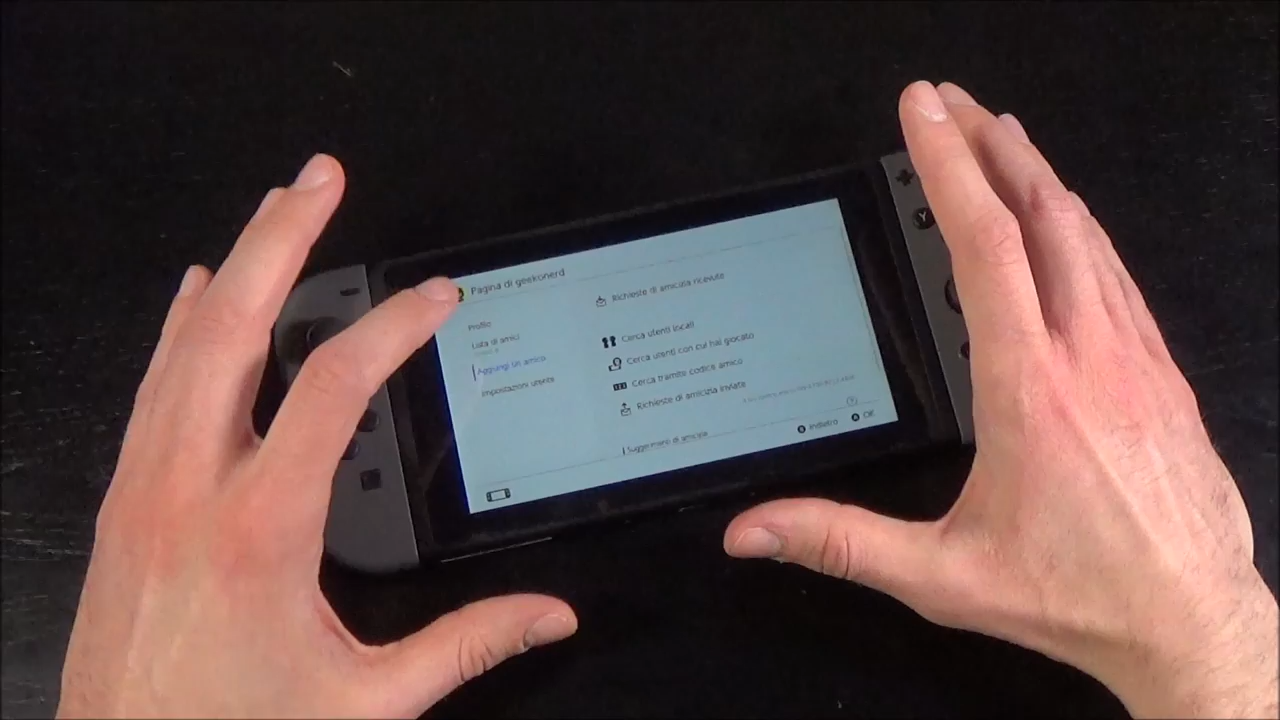 Pagina di geekonerd
Profilo
Lista di amici
Aggiungi un amico
Impostazioni utente
Richieste di amicizia ricevute
Cerca utenti locali
Cerca utenti con cui hai giocato
Cerca tramite codice amico
Richieste di amicizia inviate
Suggerimenti di amicizia
B Indietro
A OK
Y